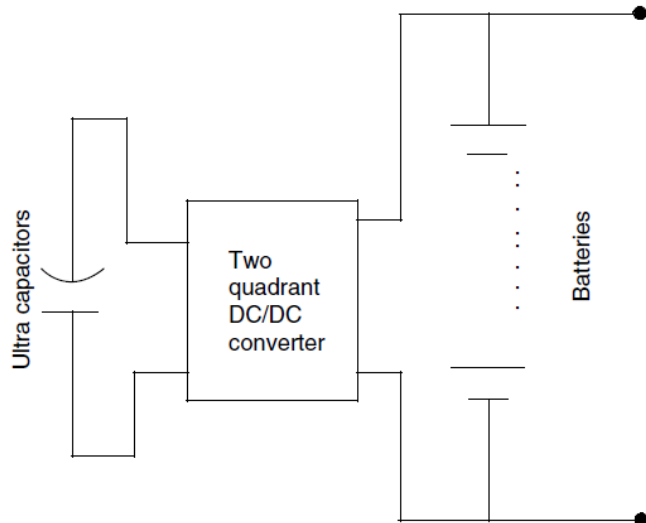 Ultra capacitors
Two
quadrant
DC/DC
converter
Batteries